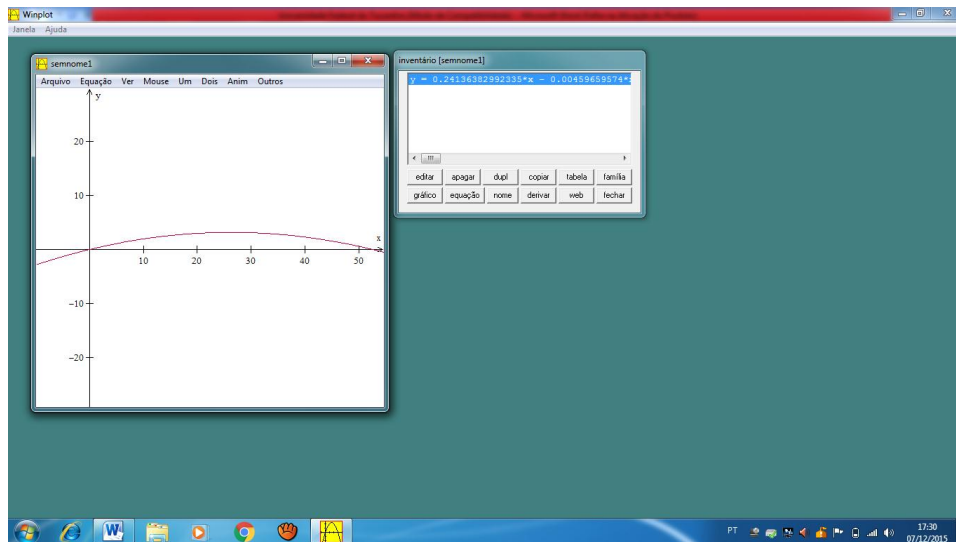 Winplot
Janela Ajuda
semnome1
Arquivo Equação Ver Mouse Um Dois Anim Outros
y
20
10
x
10 20 30 40 50
−10
−20
inventário [semnome1]
y = 0.24136382992335*x - 0.00459659574*
editar apagar dupl copiar tabela família
gráfico equação nome derivar web fechar
PT
17:30
07/12/2015